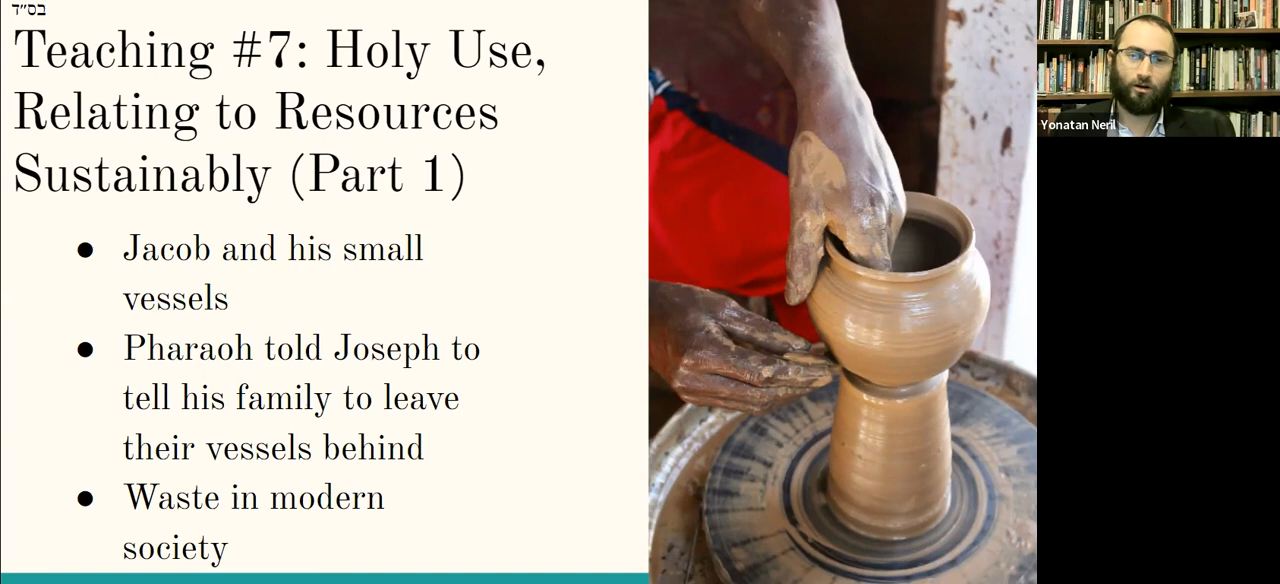 בס״ד
Teaching #7: Holy Use,
Relating to Resources
Sustainably (Part 1)
● Jacob and his small
vessels
● Pharaoh told Joseph to
tell his family to leave
their vessels behind
● Waste in modern
society
Yonatan Neril